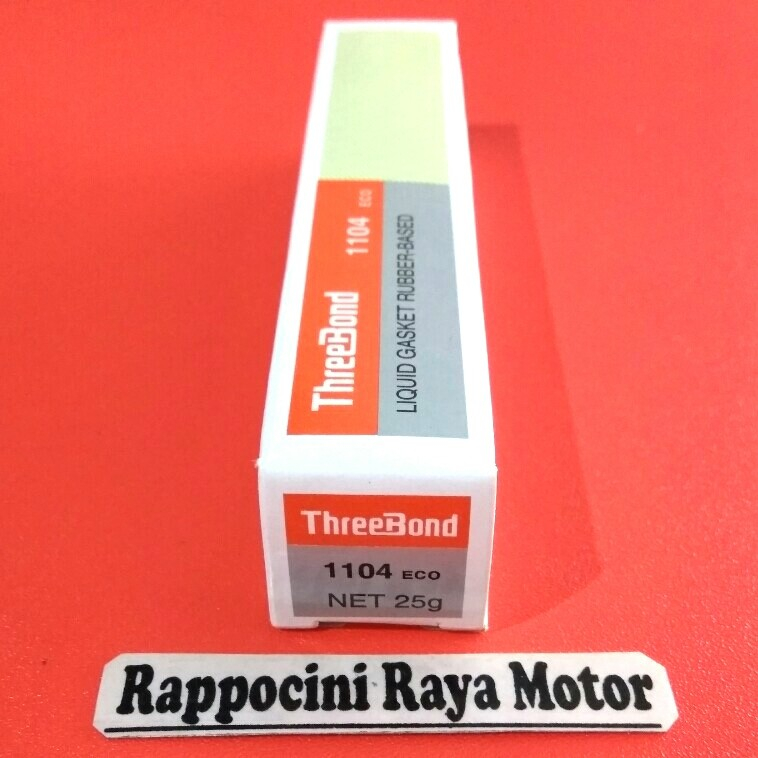 ThreeBond 1104 ECO
LIQUID GASKET RUBBER-BASED
ThreeBond
1104 ECO
NET 25g
Rappocini Raya Motor